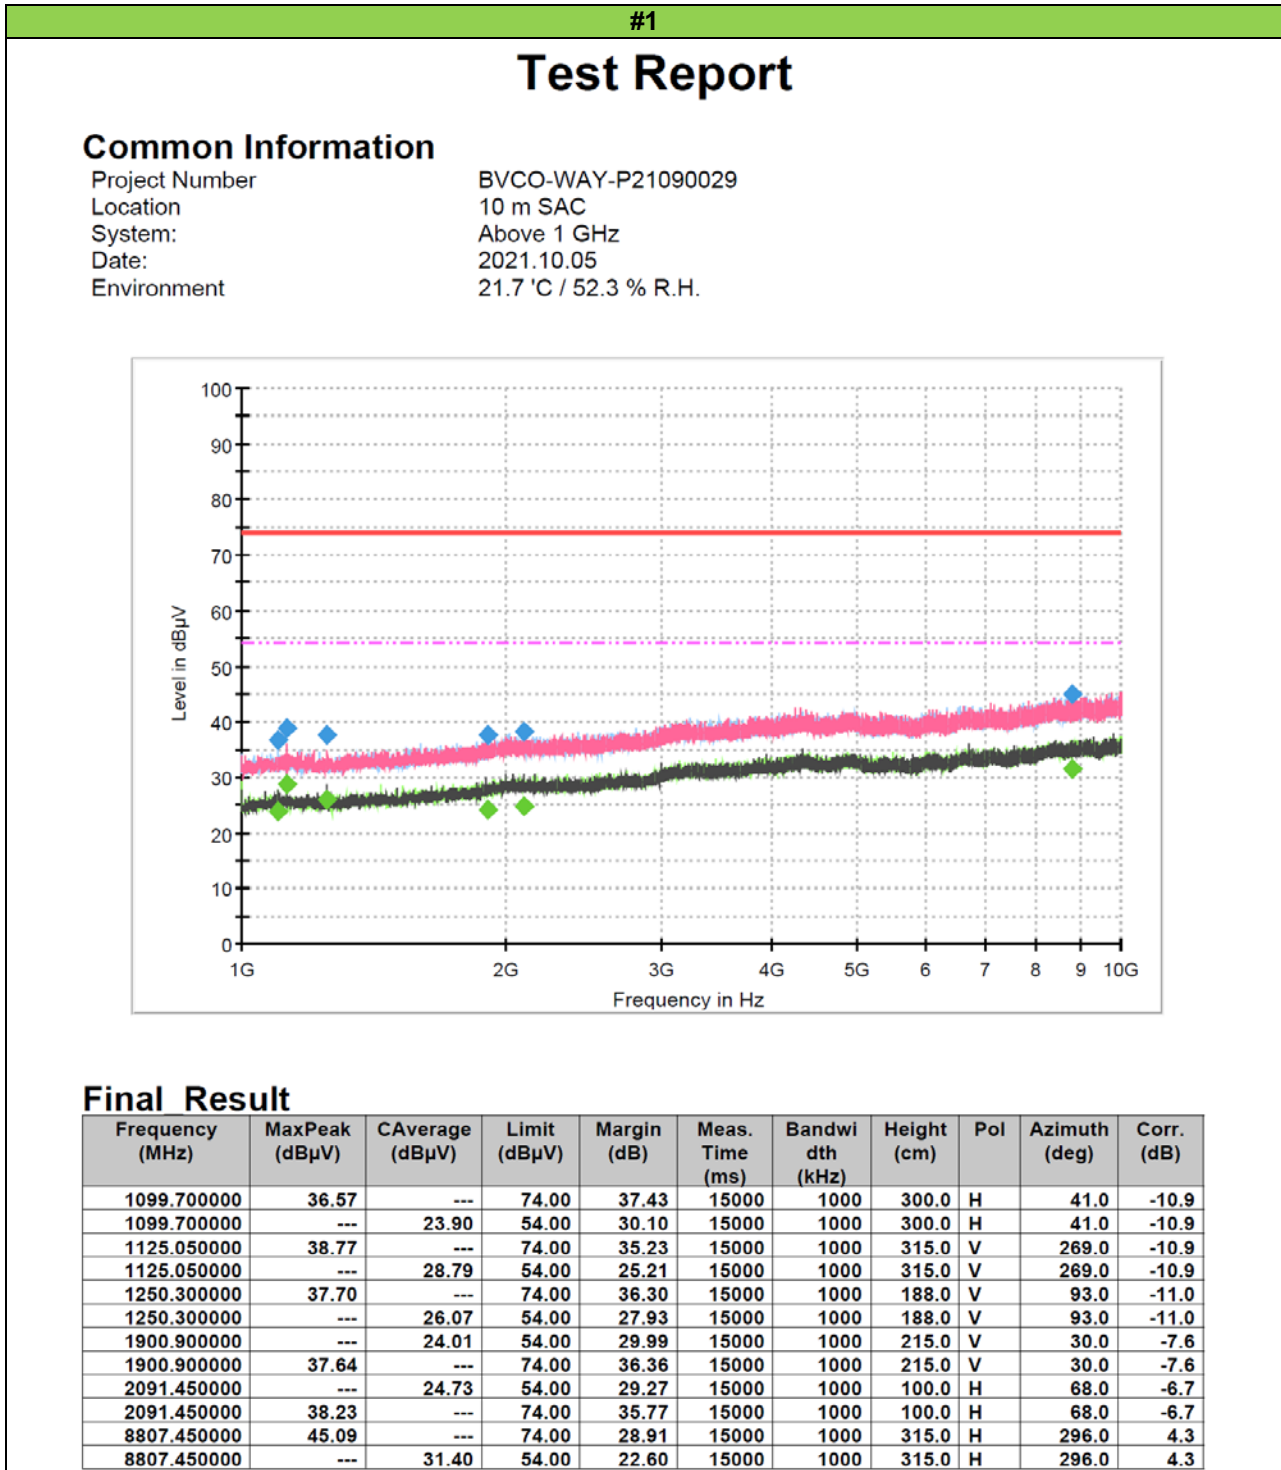 #1
Test Report
Common Information
Project Number BVCO-WAY-P21090029
Location 10 m SAC
System: Above 1 GHz
Date: 2021.10.05
Environment 21.7 'C / 52.3 % R.H.
100
90
80
70
60
50
40
30
20
10
0
Level in dBµV
1G 2G 3G 4G 5G 6 7 8 9 10G
Frequency in Hz
Final_Result
Frequency MaxPeak CAverage Limit Margin Meas. Bandwi Height Pol Azimuth Corr.
(MHz) (dBµV) (dBµV) (dBµV) (dB) Time dth (cm) (deg) (dB)
(ms) (kHz)
1099.700000 36.57 --- 74.00 37.43 15000 1000 300.0 H 41.0 -10.9
1099.700000 --- 23.90 54.00 30.10 15000 1000 300.0 H 41.0 -10.9
1125.050000 38.77 --- 74.00 35.23 15000 1000 315.0 V 269.0 -10.9
1125.050000 --- 28.79 54.00 25.21 15000 1000 315.0 V 269.0 -10.9
1250.300000 37.70 --- 74.00 36.30 15000 1000 188.0 V 93.0 -11.0
1250.300000 --- 26.07 54.00 27.93 15000 1000 188.0 V 93.0 -11.0
1900.900000 --- 24.01 54.00 29.99 15000 1000 215.0 V 30.0 -7.6
1900.900000 37.64 --- 74.00 36.36 15000 1000 215.0 V 30.0 -7.6
2091.450000 --- 24.73 54.00 29.27 15000 1000 100.0 H 68.0 -6.7
2091.450000 38.23 --- 74.00 35.77 15000 1000 100.0 H 68.0 -6.7
8807.450000 45.09 --- 74.00 28.91 15000 1000 315.0 H 296.0 4.3
8807.450000 --- 31.40 54.00 22.60 15000 1000 315.0 H 296.0 4.3